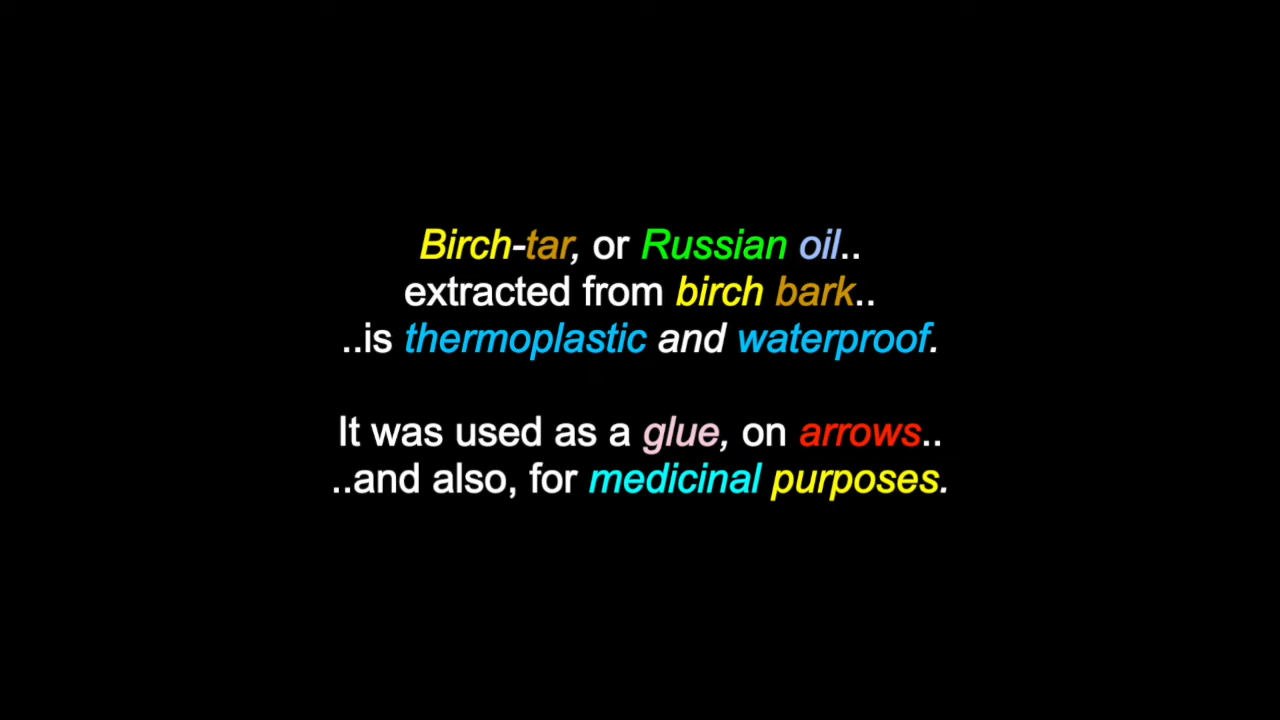 Birch-tar, or Russian oil..
extracted from birch bark..
..is thermoplastic and waterproof.
It was used as a glue, on arrows..
..and also, for medicinal purposes.